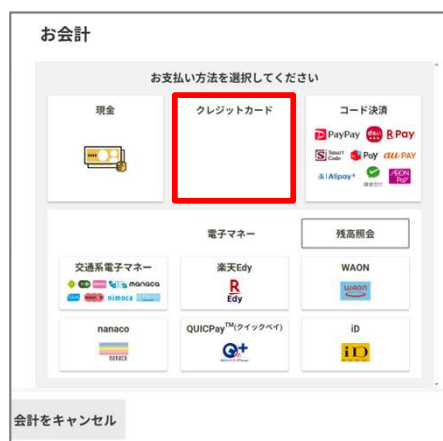 お会計
お支払い方法を選択してください
現金
クレジットカード
コード決済
PayPay
R Pay
Smart Code
Pay
au PAY
Alipay+
AEON Pay
電子マネー
残高照会
交通系電子マネー
manaca
nimoca
楽天Edy
R
Edy
WAON
WAON
nanaco
QUICPay™(クイックペイ)
iD
iD
会計をキャンセル